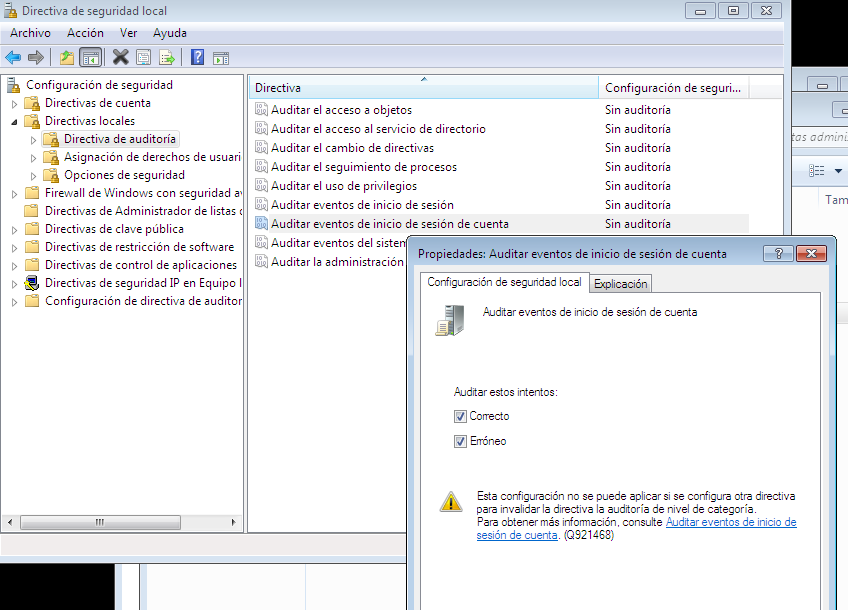 Directiva de seguridad local
Archivo Acción Ver Ayuda
Configuración de seguridad
Directivas de cuenta
Directivas locales
Directiva de auditoría
Asignación de derechos de usuari
Opciones de seguridad
Firewall de Windows con seguridad av
Directivas de Administrador de listas
Directivas de clave pública
Directivas de restricción de software
Directivas de control de aplicaciones
Directivas de seguridad IP en Equipo l
Configuración de directiva de auditor
Directiva Configuración de seguri...
Auditar el acceso a objetos Sin auditoría
Auditar el acceso al servicio de directorio Sin auditoría
Auditar el cambio de directivas Sin auditoría
Auditar el seguimiento de procesos Sin auditoría
Auditar el uso de privilegios Sin auditoría
Auditar eventos de inicio de sesión Sin auditoría
Auditar eventos de inicio de sesión de cuenta Sin auditoría
Auditar eventos del sistem
Auditar la administración
tas adminis
Tam
Propiedades: Auditar eventos de inicio de sesión de cuenta
Configuración de seguridad local Explicación
Auditar eventos de inicio de sesión de cuenta
Auditar estos intentos:
Correcto
Erróneo
Esta configuración no se puede aplicar si se configura otra directiva
para invalidar la directiva la auditoría de nivel de categoría.
Para obtener más información, consulte Auditar eventos de inicio de
sesión de cuenta. (Q921468)